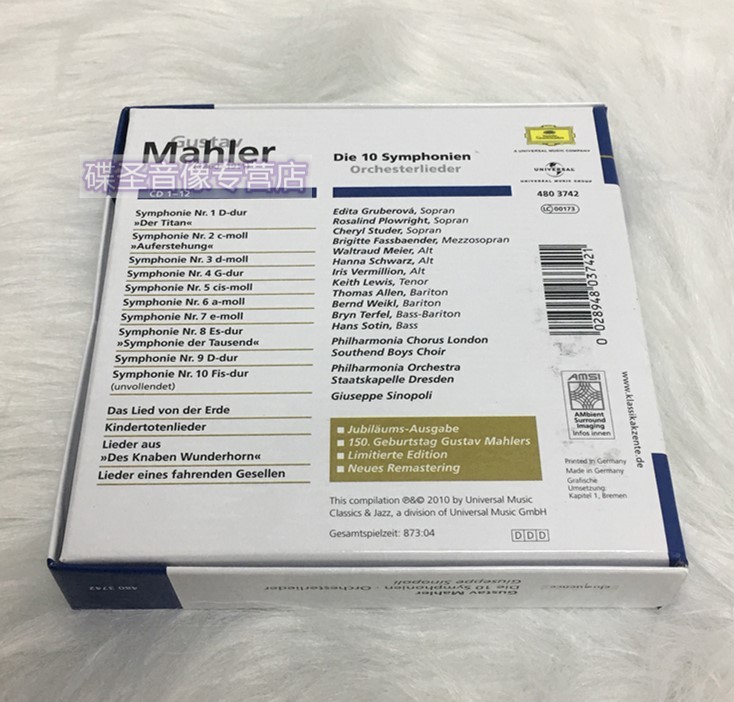 Gustav
Mahler
碟圣音像专营店
CD 1–12
Symphonie Nr. 1 D-dur
»Der Titan«
Symphonie Nr. 2 c-moll
»Auferstehung«
Symphonie Nr. 3 d-moll
Symphonie Nr. 4 G-dur
Symphonie Nr. 5 cis-moll
Symphonie Nr. 6 a-moll
Symphonie Nr. 7 e-moll
Symphonie Nr. 8 Es-dur
»Symphonie der Tausend«
Symphonie Nr. 9 D-dur
Symphonie Nr. 10 Fis-dur
(unvollendet)
Das Lied von der Erde
Kindertotenlieder
Lieder aus
»Des Knaben Wunderhorn«
Lieder eines fahrenden Gesellen
Die 10 Symphonien
Orchesterlieder
Edita Gruberová, Sopran
Rosalind Plowright, Sopran
Cheryl Studer, Sopran
Brigitte Fassbaender, Mezzosopran
Waltraud Meier, Alt
Hanna Schwarz, Alt
Iris Vermillion, Alt
Keith Lewis, Tenor
Thomas Allen, Bariton
Bernd Weikl, Bariton
Bryn Terfel, Bass-Bariton
Hans Sotin, Bass
Philharmonia Chorus London
Southend Boys Choir
Philharmonia Orchestra
Staatskapelle Dresden
Giuseppe Sinopoli
Jubiläums-Ausgabe
150. Geburtstag Gustav Mahlers
Limitierte Edition
Neues Remastering
This compilation ℗&© 2010 by Universal Music
Classics & Jazz, a division of Universal Music GmbH
Gesamtspielzeit: 873:04
DDD
A UNIVERSAL MUSIC COMPANY
UNIVERSAL
UNIVERSAL MUSIC GROUP
480 3742
LC 00173
0 028948 037421
AMSI
AMbient
Surround
Imaging
Infos innen
www.klassikakzente.de
Printed in Germany
Made in Germany
Grafische
Umsetzung:
Kapitel 1, Bremen
480 3742
Gustav Mahler
Die 10 Symphonien · Orchesterlieder
Giuseppe Sinopoli
eloquence